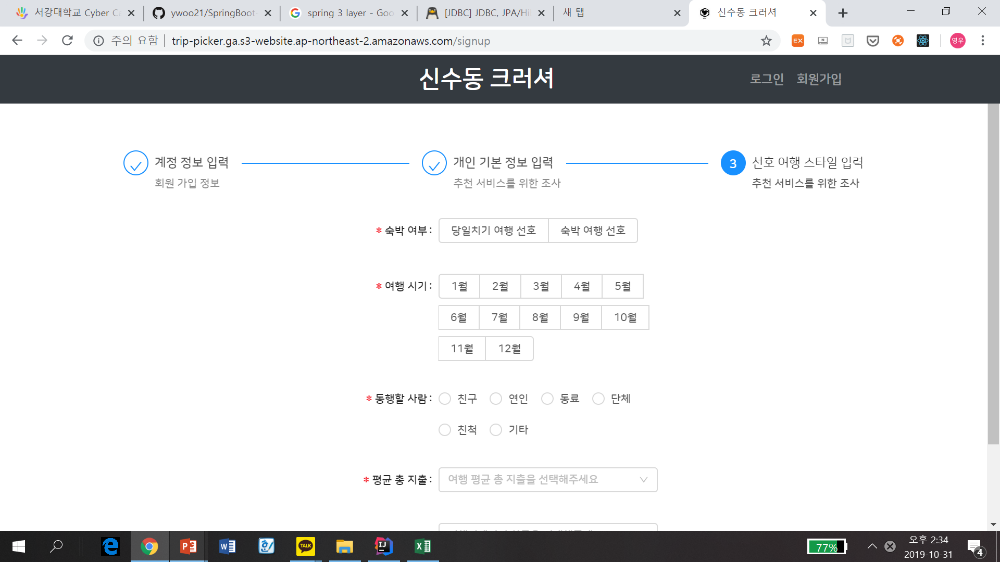 서강대학교 Cyber Ca
ywoo21/SpringBoot-
spring 3 layer - Goo
[JDBC] JDBC, JPA/Hi
새 탭
신수동 크러셔
주의 요함
trip-picker.ga.s3-website.ap-northeast-2.amazonaws.com/signup
EX
N
영우
신수동 크러셔
로그인 회원가입
계정 정보 입력
회원 가입 정보
개인 기본 정보 입력
추천 서비스를 위한 조사
3 선호 여행 스타일 입력
추천 서비스를 위한 조사
* 숙박 여부 : 당일치기 여행 선호 숙박 여행 선호
* 여행 시기 : 1월 2월 3월 4월 5월
6월 7월 8월 9월 10월
11월 12월
* 동행할 사람 : 친구 연인 동료 단체
친척 기타
* 평균 총 지출 : 여행 평균 총 지출을 선택해주세요
TALK
IJ
77%
오후 2:34
2019-10-31
4